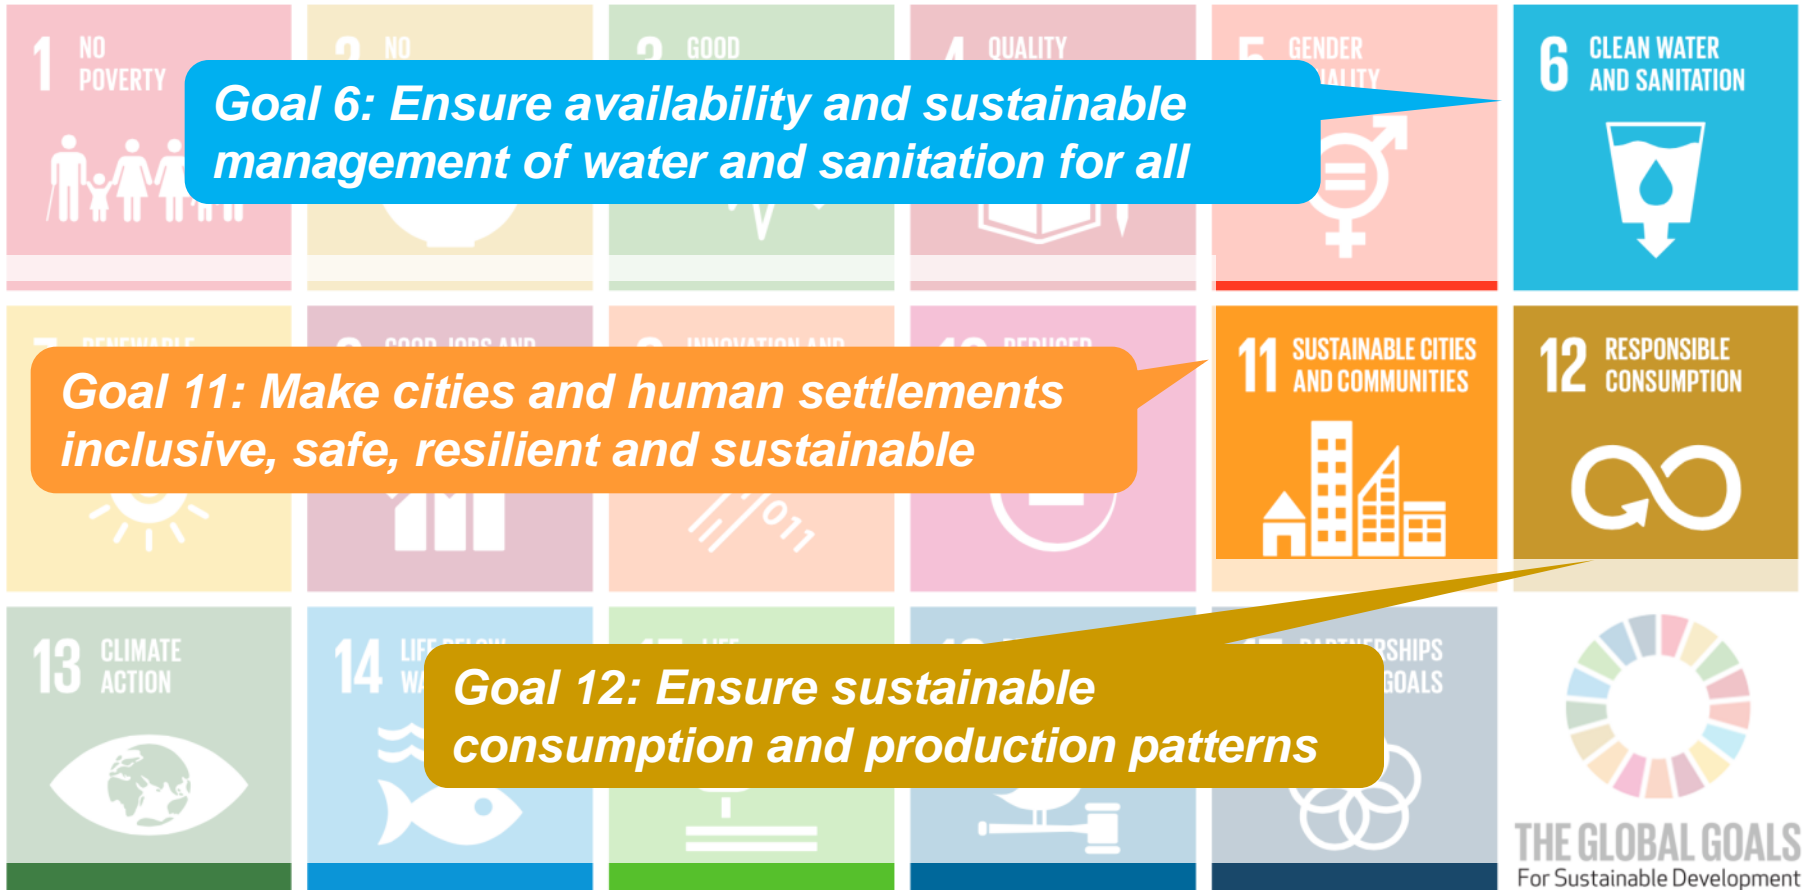 1 NO
POVERTY
NO
GOOD
QUALITY
GENDER
6 CLEAN WATER
AND SANITATION
Goal 6: Ensure availability and sustainable
management of water and sanitation for all
11 SUSTAINABLE CITIES
AND COMMUNITIES
12 RESPONSIBLE
CONSUMPTION
Goal 11: Make cities and human settlements
inclusive, safe, resilient and sustainable
011
13 CLIMATE
ACTION
14
GOALS
Goal 12: Ensure sustainable
consumption and production patterns
THE GLOBAL GOALS
For Sustainable Development